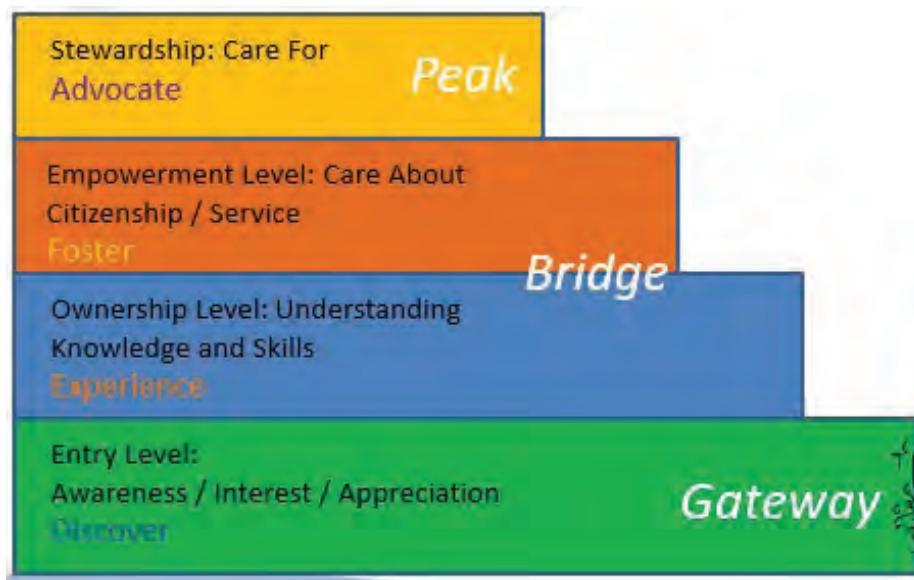 Stewardship: Care For
Advocate
Peak
Empowerment Level: Care About
Citizenship / Service
Foster
Bridge
Ownership Level: Understanding
Knowledge and Skills
Experience
Entry Level:
Awareness / Interest / Appreciation
Discover
Gateway